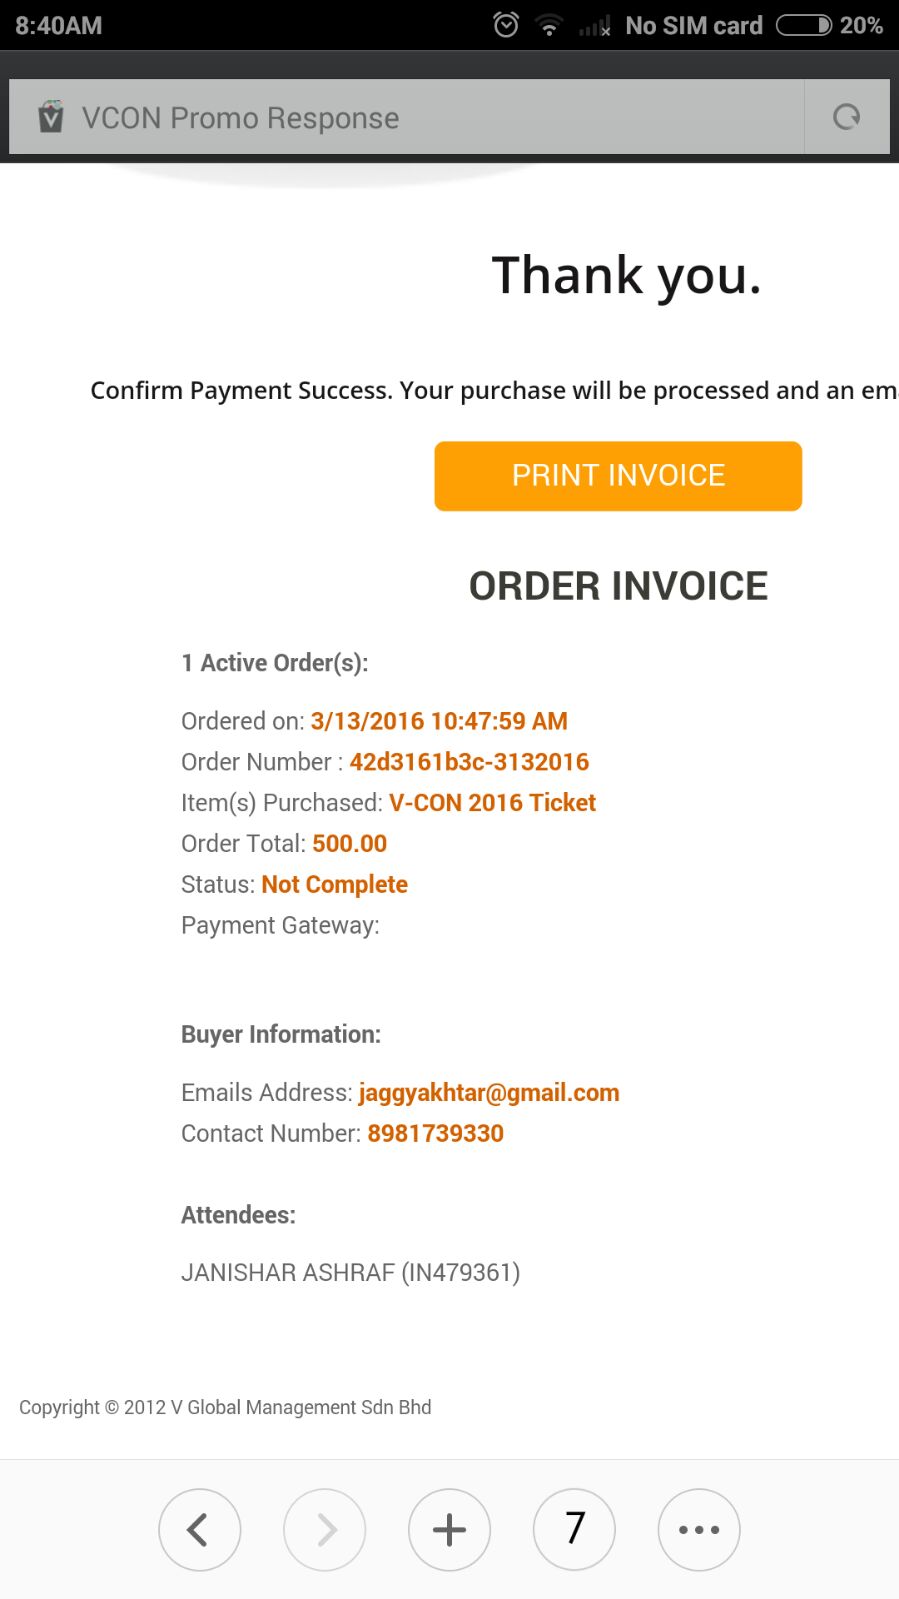 8:40AM No SIM card 20%
VCON Promo Response
Thank you.
Confirm Payment Success. Your purchase will be processed and an em
PRINT INVOICE
ORDER INVOICE
1 Active Order(s):
Ordered on: 3/13/2016 10:47:59 AM
Order Number : 42d3161b3c-3132016
Item(s) Purchased: V-CON 2016 Ticket
Order Total: 500.00
Status: Not Complete
Payment Gateway:
Buyer Information:
Emails Address: jaggyakhtar@gmail.com
Contact Number: 8981739330
Attendees:
JANISHAR ASHRAF (IN479361)
Copyright © 2012 V Global Management Sdn Bhd
7